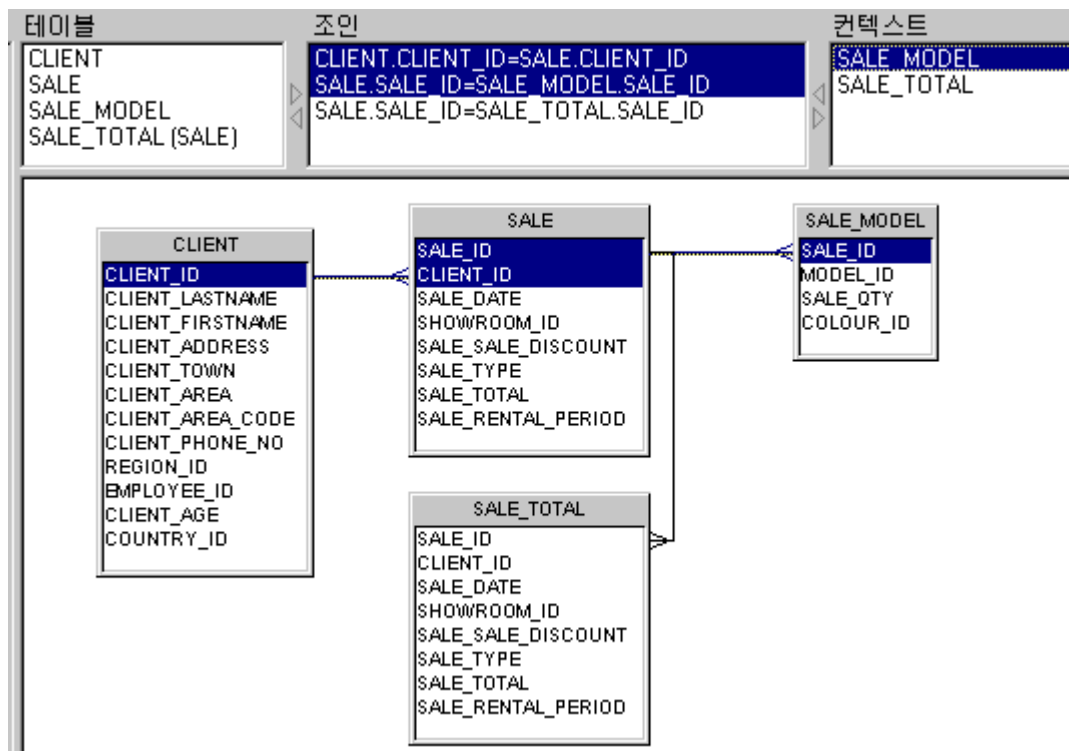 테이블
CLIENT
SALE
SALE_MODEL
SALE_TOTAL (SALE)
조인
CLIENT.CLIENT_ID=SALE.CLIENT_ID
SALE.SALE_ID=SALE_MODEL.SALE_ID
SALE.SALE_ID=SALE_TOTAL.SALE_ID
컨텍스트
SALE_MODEL
SALE_TOTAL
CLIENT
CLIENT_ID
CLIENT_LASTNAME
CLIENT_FIRSTNAME
CLIENT_ADDRESS
CLIENT_TOWN
CLIENT_AREA
CLIENT_AREA_CODE
CLIENT_PHONE_NO
REGION_ID
EMPLOYEE_ID
CLIENT_AGE
COUNTRY_ID
SALE
SALE_ID
CLIENT_ID
SALE_DATE
SHOWROOM_ID
SALE_SALE_DISCOUNT
SALE_TYPE
SALE_TOTAL
SALE_RENTAL_PERIOD
SALE_MODEL
SALE_ID
MODEL_ID
SALE_QTY
COLOUR_ID
SALE_TOTAL
SALE_ID
CLIENT_ID
SALE_DATE
SHOWROOM_ID
SALE_SALE_DISCOUNT
SALE_TYPE
SALE_TOTAL
SALE_RENTAL_PERIOD